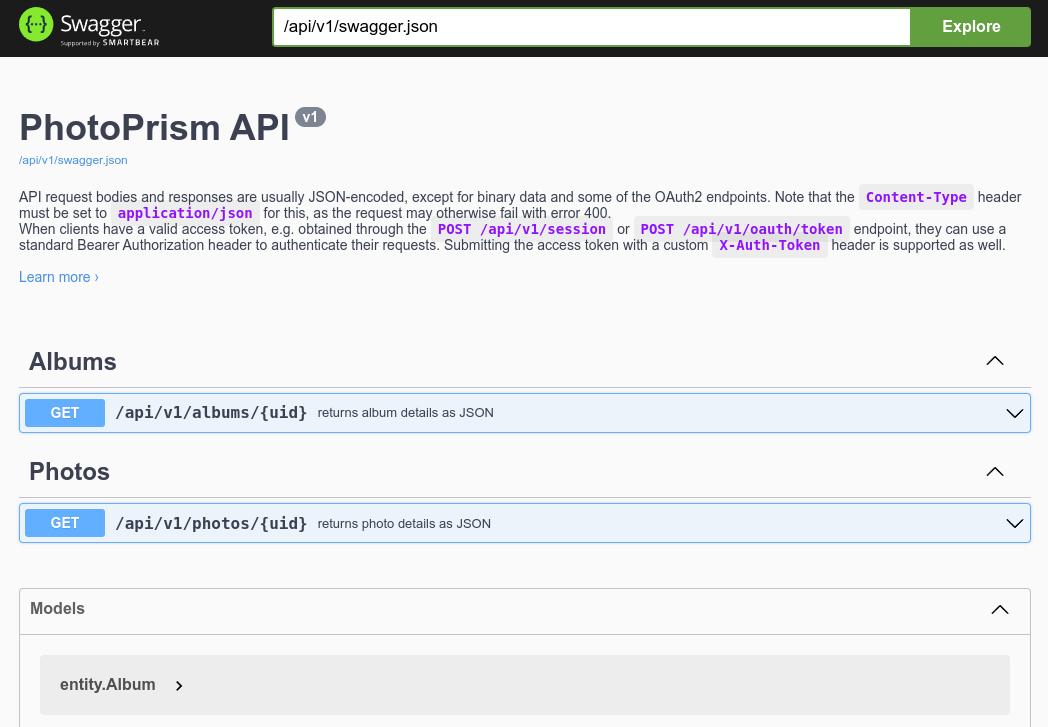 Swagger.
Supported by SMARTBEAR
/api/v1/swagger.json
Explore
PhotoPrism API v1
/api/v1/swagger.json
API request bodies and responses are usually JSON-encoded, except for binary data and some of the OAuth2 endpoints. Note that the Content-Type header
must be set to application/json for this, as the request may otherwise fail with error 400.
When clients have a valid access token, e.g. obtained through the POST /api/v1/session or POST /api/v1/oauth/token endpoint, they can use a
standard Bearer Authorization header to authenticate their requests. Submitting the access token with a custom X-Auth-Token header is supported as well.
Learn more ›
Albums
GET /api/v1/albums/{uid} returns album details as JSON
Photos
GET /api/v1/photos/{uid} returns photo details as JSON
Models
entity.Album